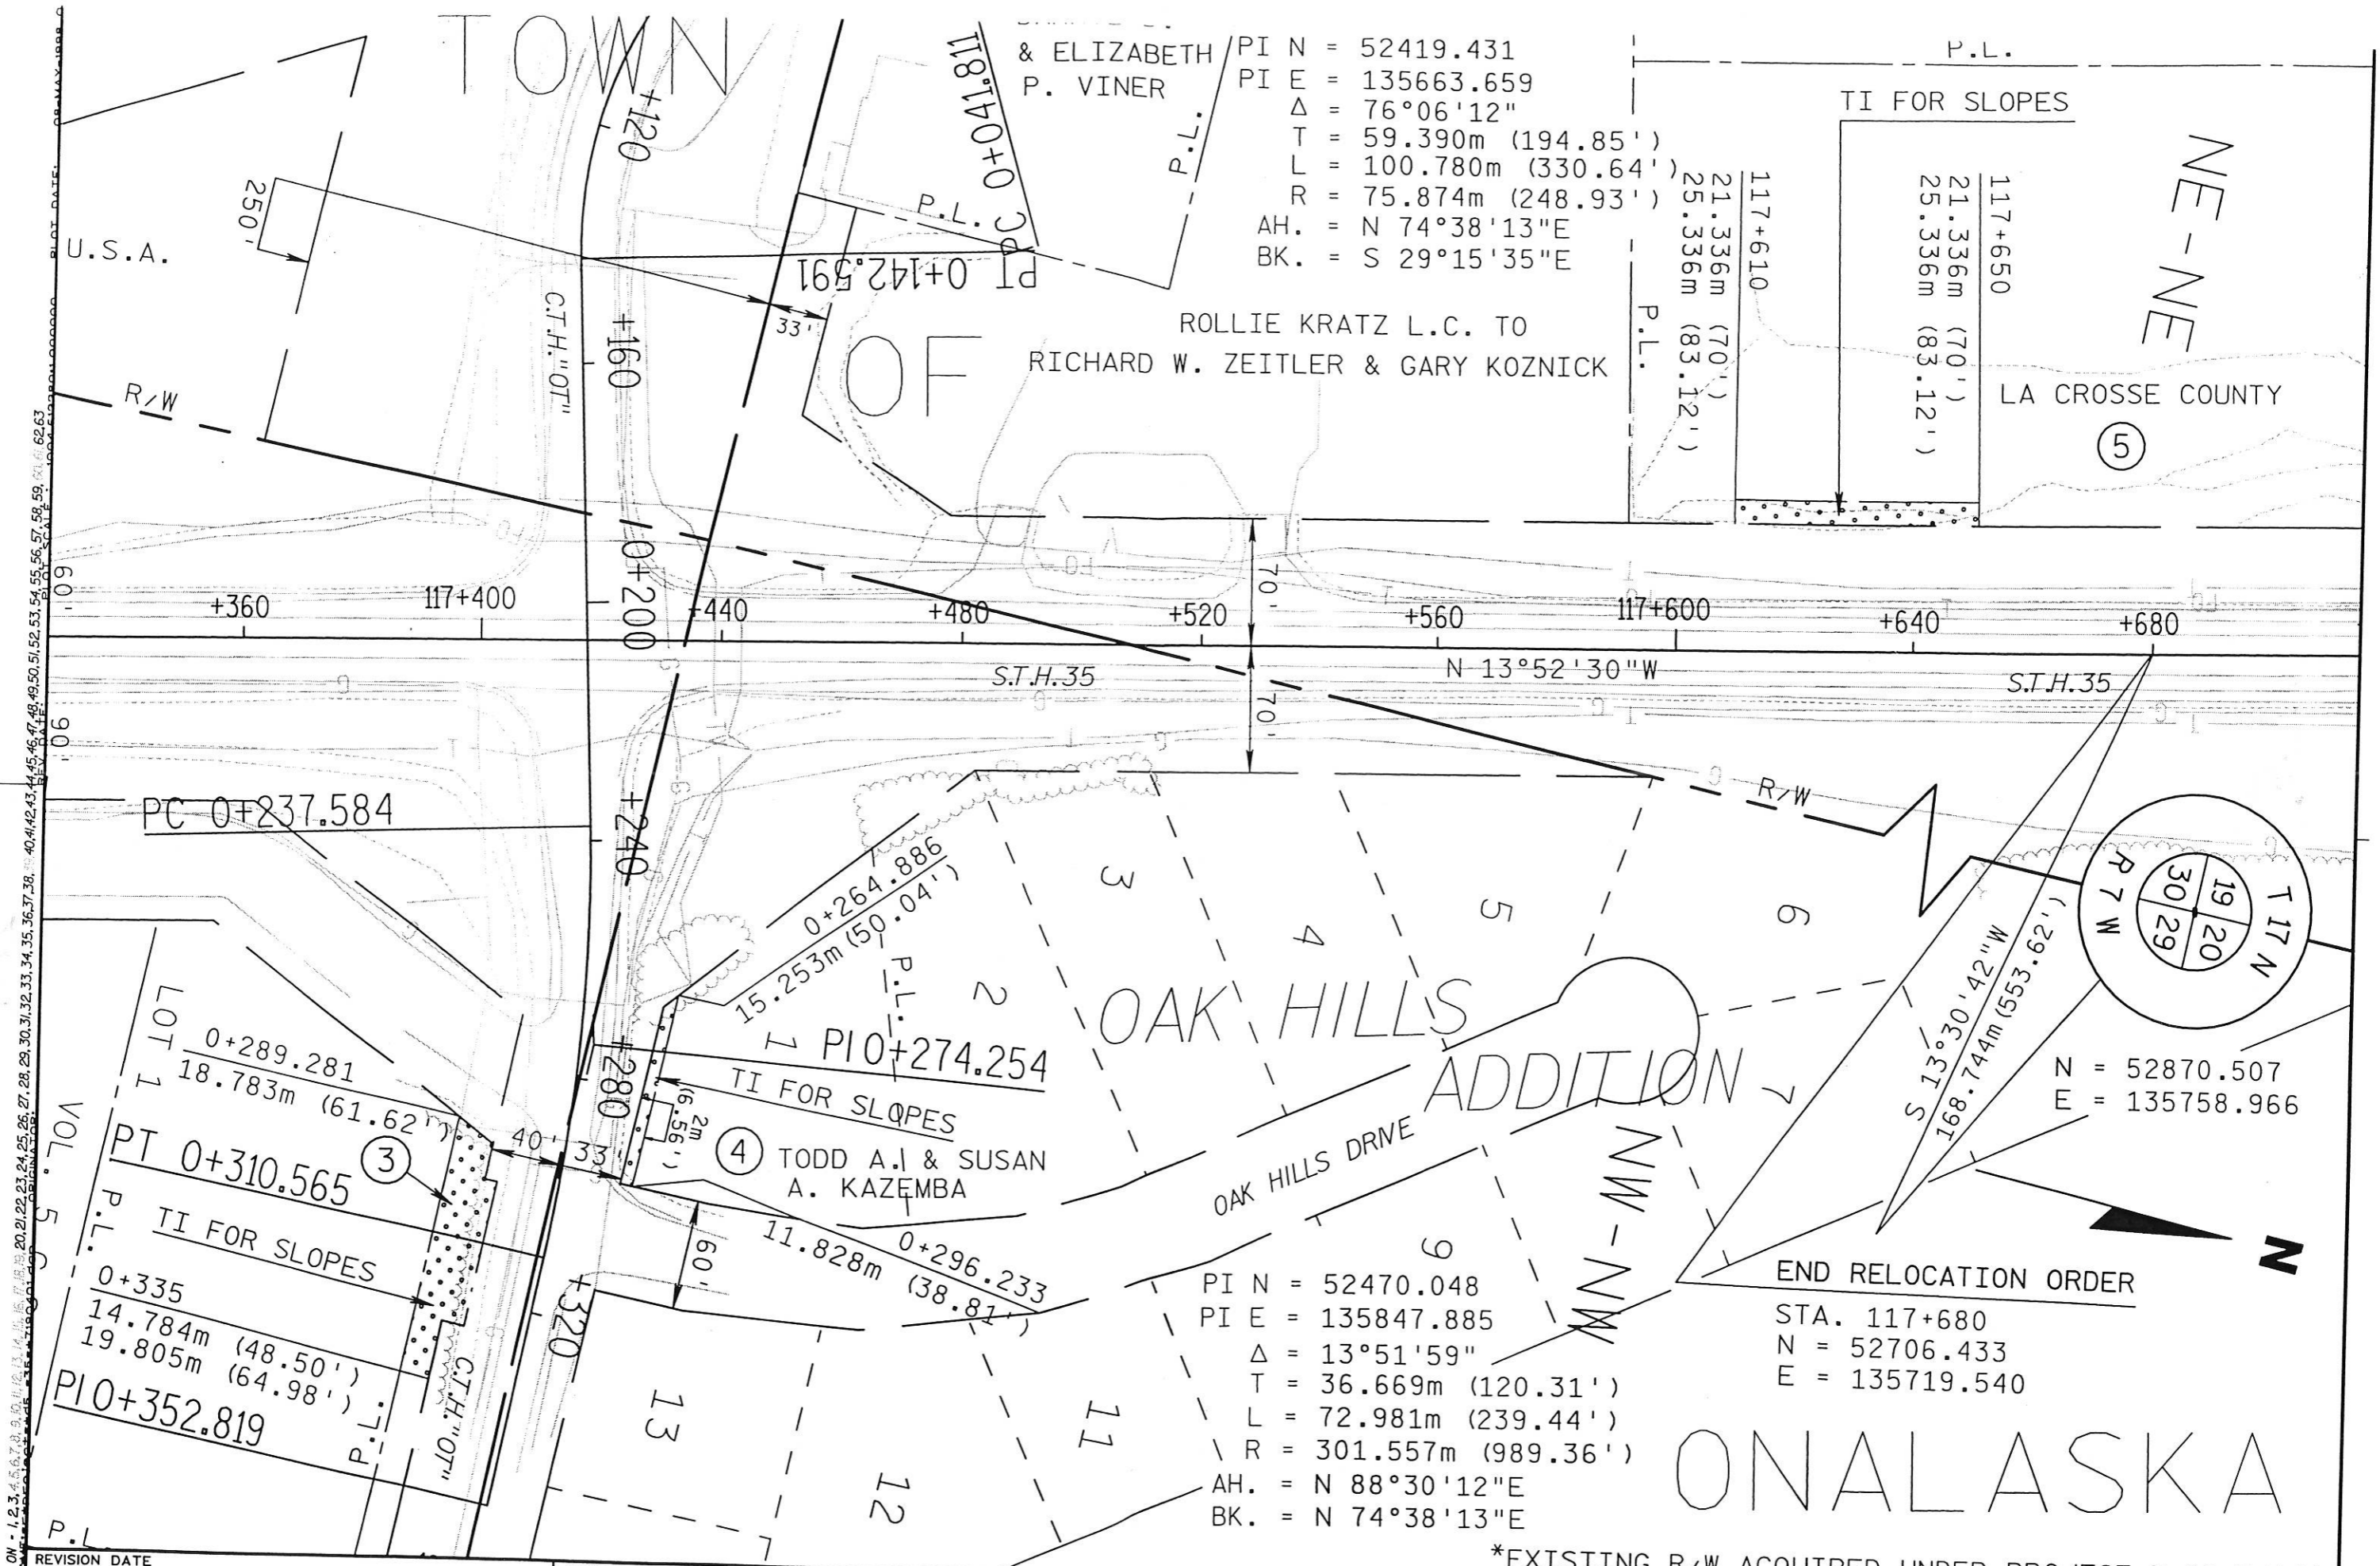 TOWN
OF
ONALASKA
& ELIZABETH
P. VINER
PC 0+041.811
PT 0+142.591
PI N = 52419.431
PI E = 135663.659
Δ = 76°06'12"
T = 59.390m (194.85')
L = 100.780m (330.64')
R = 75.874m (248.93')
AH. = N 74°38'13"E
BK. = S 29°15'35"E
P.L.
P.L.
P.L.
P.L.
TI FOR SLOPES
117+610
21.336m (70')
25.336m (83.12')
117+650
21.336m (70')
25.336m (83.12')
NE-NE
LA CROSSE COUNTY
5
ROLLIE KRATZ L.C. TO
RICHARD W. ZEITLER & GARY KOZNICK
U.S.A.
250'
33'
C.T.H. "OT"
+120
+160
0+200
+240
+280
+320
R/W
60'
90'
+360
117+400
+440
+480
+520
+560
117+600
+640
+680
70'
70'
S.T.H. 35
N 13°52'30"W
S.T.H. 35
R/W
PC 0+237.584
0+264.886
15.253m (50.04')
P.L.
1
2
3
4
5
6
7
9
11
12
13
OAK HILLS
ADDITION
OAK HILLS DRIVE
NW-NW
T 17 N
R 7 W
19
20
30
29
S 13°30'42"W
168.744m (553.62')
N = 52870.507
E = 135758.966
N
END RELOCATION ORDER
STA. 117+680
N = 52706.433
E = 135719.540
PI 0+274.254
TI FOR SLOPES
2m
(6.56')
4
TODD A. & SUSAN
A. KAZEMBA
0+296.233
11.828m (38.81')
60'
40'
33'
LOT 1
VOL. 5
0+289.281
18.783m (61.62')
3
PT 0+310.565
P.L.
TI FOR SLOPES
0+335
14.784m (48.50')
19.805m (64.98')
PI 0+352.819
P.L.
C.T.H. "OT"
P.L.
PI N = 52470.048
PI E = 135847.885
Δ = 13°51'59"
T = 36.669m (120.31')
L = 72.981m (239.44')
R = 301.557m (989.36')
AH. = N 88°30'12"E
BK. = N 74°38'13"E
REVISION DATE
*EXISTING R/W ACQUIRED UNDER PROJECT